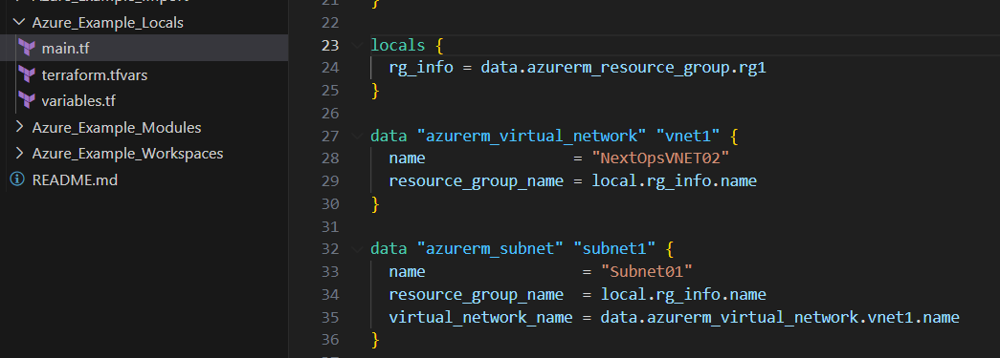 Azure_Example_Import
Azure_Example_Locals
main.tf
terraform.tfvars
variables.tf
Azure_Example_Modules
Azure_Example_Workspaces
README.md
21 }
22
23 locals {
24 rg_info = data.azurerm_resource_group.rg1
25 }
26
27 data "azurerm_virtual_network" "vnet1" {
28 name = "NextOpsVNET02"
29 resource_group_name = local.rg_info.name
30 }
31
32 data "azurerm_subnet" "subnet1" {
33 name = "Subnet01"
34 resource_group_name = local.rg_info.name
35 virtual_network_name = data.azurerm_virtual_network.vnet1.name
36 }